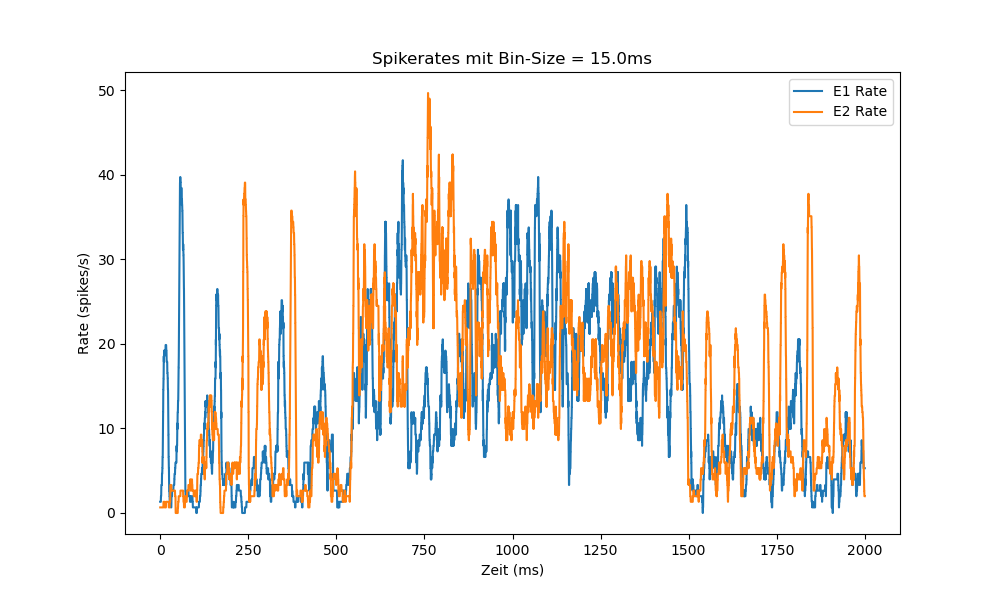 Spikerates mit Bin-Size = 15.0ms
E1 Rate
E2 Rate
Rate (spikes/s)
50
40
30
20
10
0
0 250 500 750 1000 1250 1500 1750 2000
Zeit (ms)